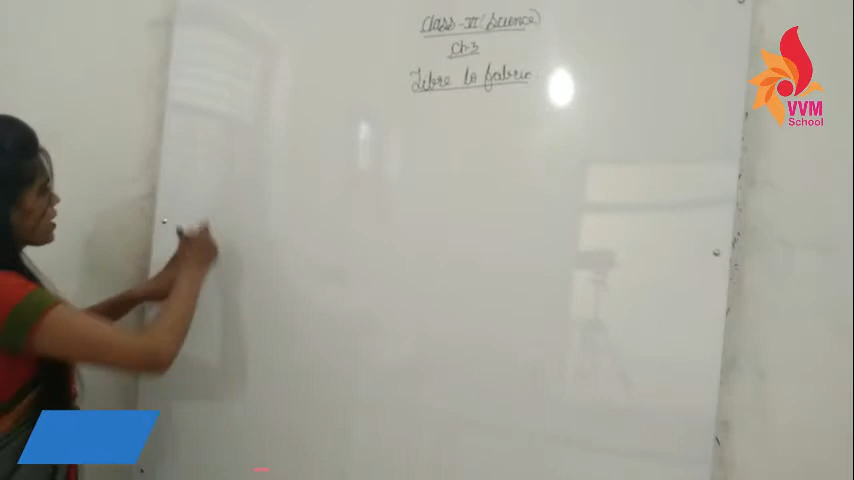 Class - VI (Science)
Ch-3
Fibre to fabric
VVM
School